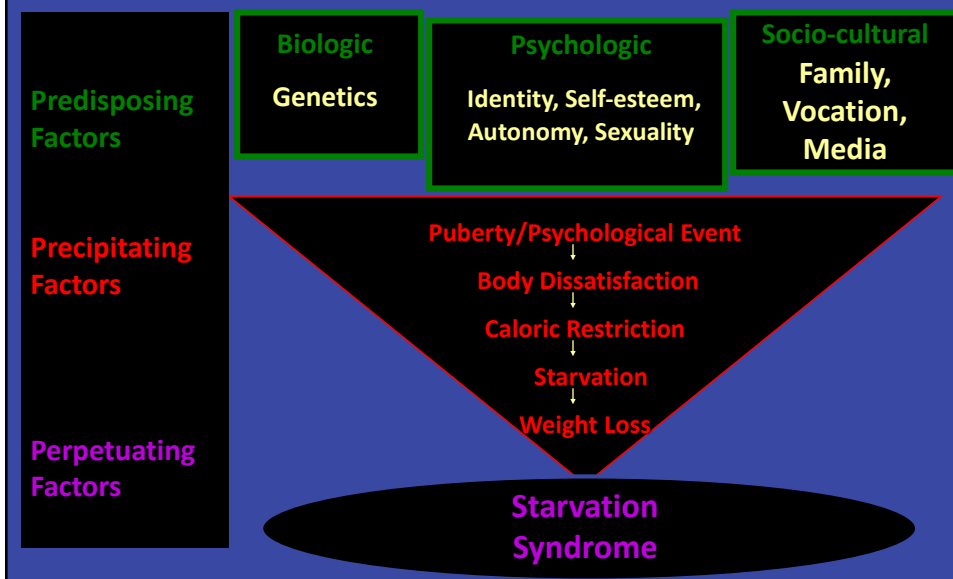 Predisposing
Factors
Biologic
Genetics
Psychologic
Identity, Self-esteem,
Autonomy, Sexuality
Socio-cultural
Family,
Vocation,
Media
Precipitating
Factors
Puberty/Psychological Event
Body Dissatisfaction
Caloric Restriction
Starvation
Weight Loss
Perpetuating
Factors
Starvation
Syndrome